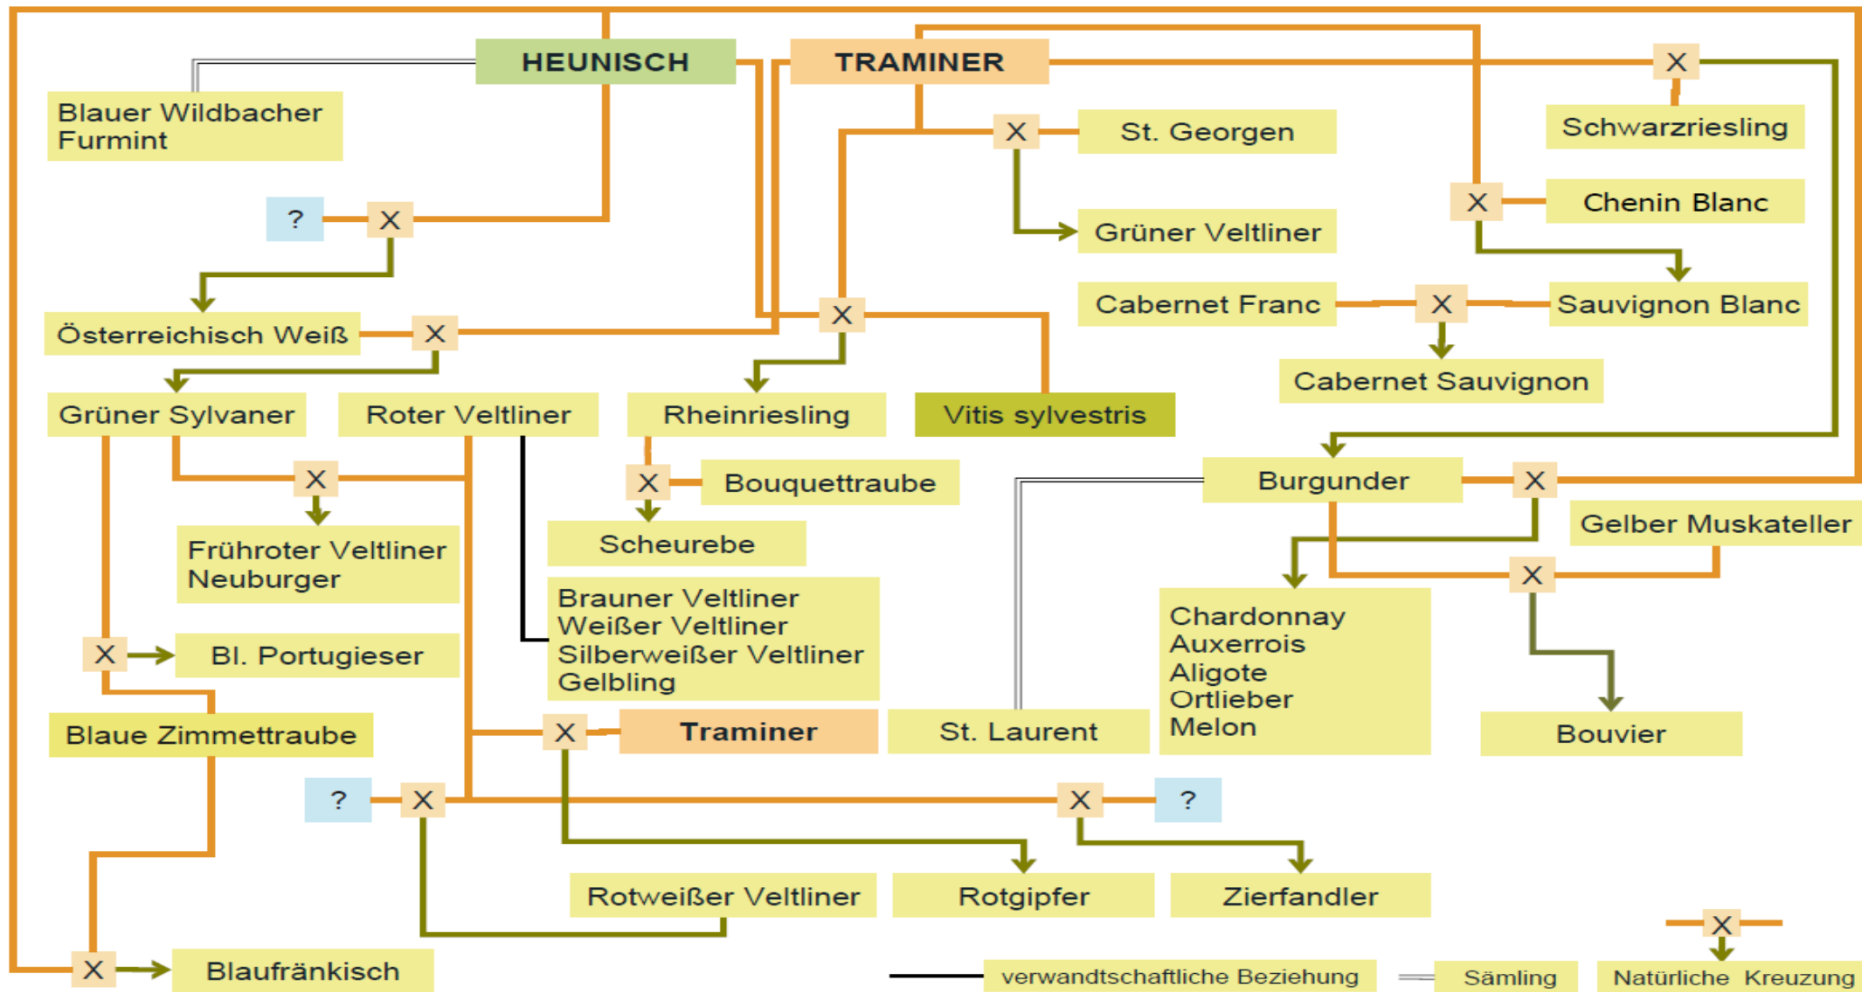 HEUNISCH
TRAMINER
X
Blauer Wildbacher
Furmint
Schwarzriesling
X
St. Georgen
?
X
X
Chenin Blanc
Grüner Veltliner
Österreichisch Weiß
X
X
Cabernet Franc
X
Sauvignon Blanc
Cabernet Sauvignon
Grüner Sylvaner
Roter Veltliner
Rheinriesling
Vitis sylvestris
X
X
Bouquettraube
Burgunder
X
Gelber Muskateller
Frühroter Veltliner
Neuburger
Scheurebe
X
Brauner Veltliner
Weißer Veltliner
Silberweißer Veltliner
Gelbling
Chardonnay
Auxerrois
Aligote
Ortlieber
Melon
X
Bl. Portugieser
Blaue Zimmettraube
X
Traminer
St. Laurent
Bouvier
?
X
X
?
Rotweißer Veltliner
Rotgipfer
Zierfandler
X
X
Blaufränkisch
verwandtschaftliche Beziehung
Sämling
Natürliche Kreuzung